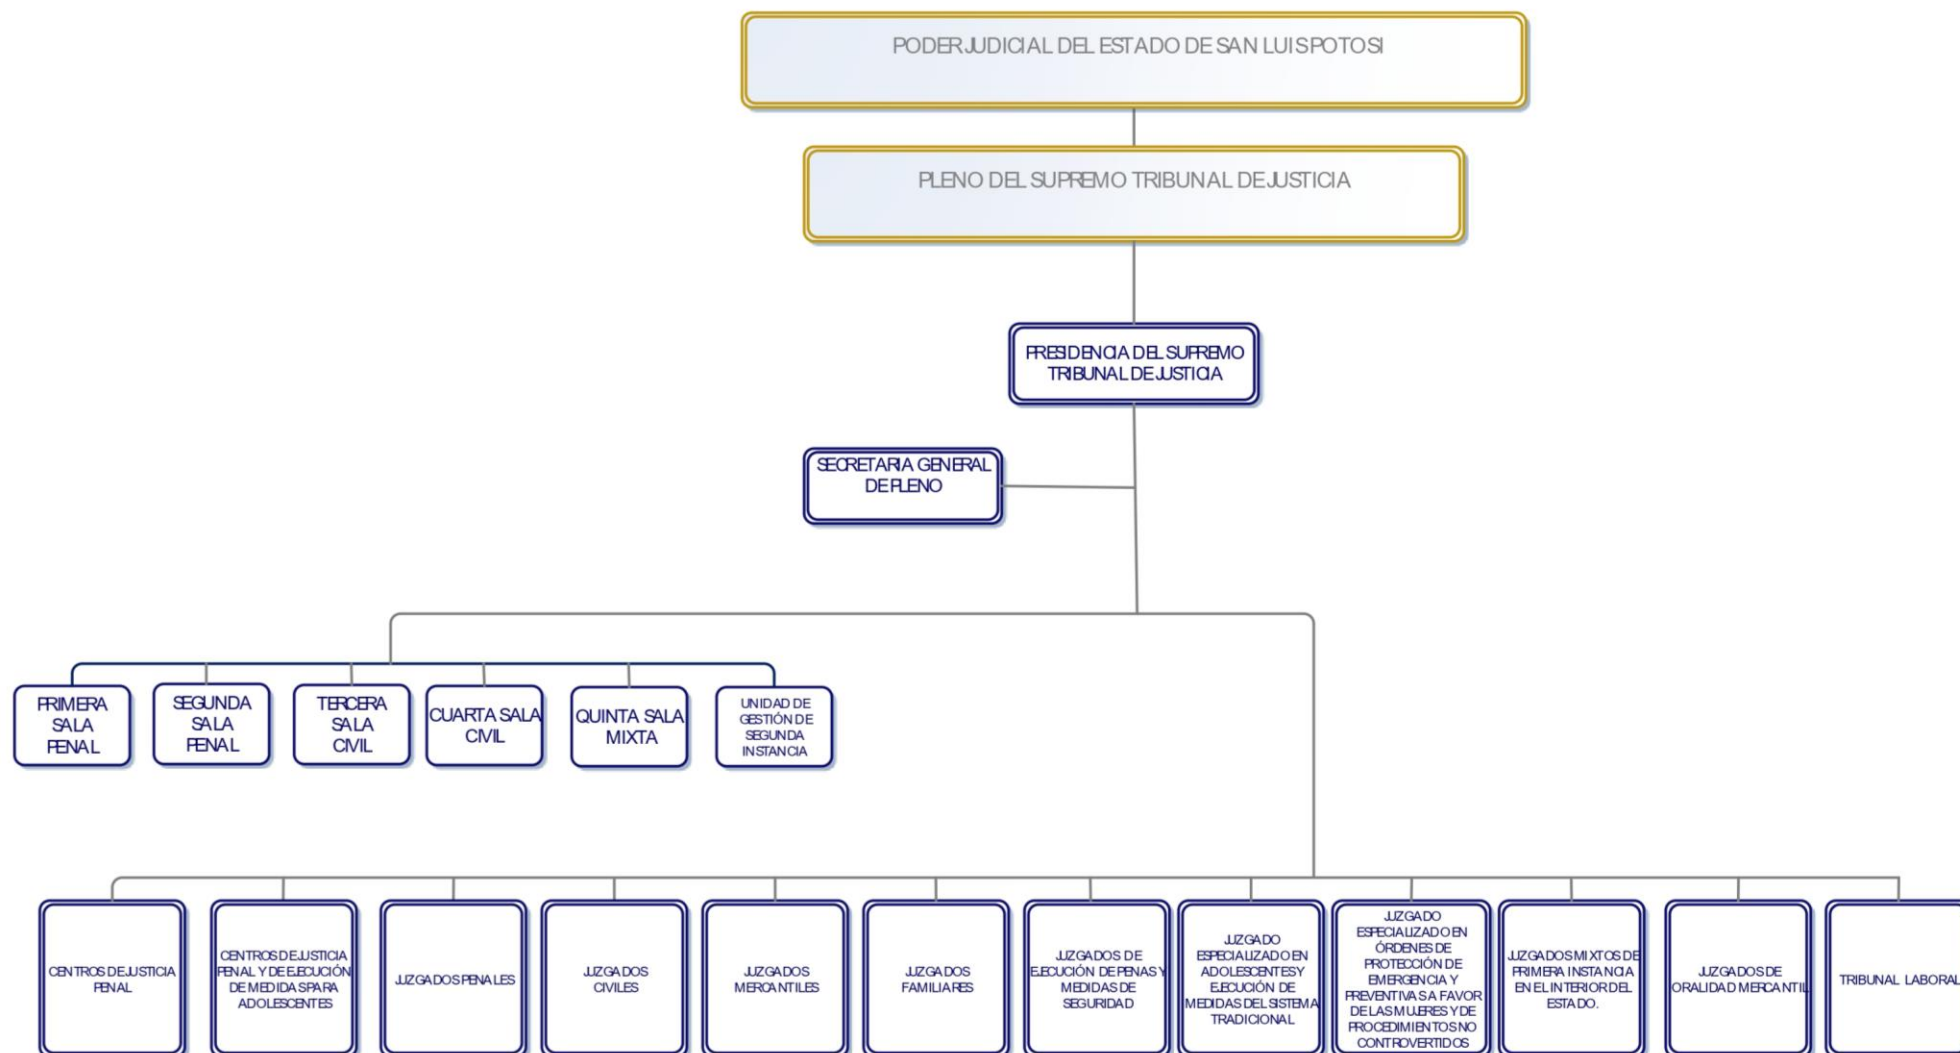 PODER JUDICIAL DEL ESTADO DE SAN LUIS POTOSI
PLENO DEL SUPREMO TRIBUNAL DE JUSTICIA
PRESIDENCIA DEL SUPREMO
TRIBUNAL DE JUSTICIA
SECRETARIA GENERAL
DE PLENO
PRIMERA
SALA
PENAL
SEGUNDA
SALA
PENAL
TERCERA
SALA
CIVIL
CUARTA SALA
CIVIL
QUINTA SALA
MIXTA
UNIDAD DE
GESTIÓN DE
SEGUNDA
INSTANCIA
CENTROS DE JUSTICIA
PENAL
CENTROS DE JUSTICIA
PENAL Y DE EJECUCIÓN
DE MEDIDAS PARA
ADOLESCENTES
JUZGADOS PENALES
JUZGADOS
CIVILES
JUZGADOS
MERCANTILES
JUZGADOS
FAMILIARES
JUZGADOS DE
EJECUCIÓN DE PENAS Y
MEDIDAS DE
SEGURIDAD
JUZGADO
ESPECIALIZADO EN
ADOLESCENTES Y
EJECUCIÓN DE
MEDIDAS DEL SISTEMA
TRADICIONAL
JUZGADO
ESPECIALIZADO EN
ÓRDENES DE
PROTECCIÓN DE
EMERGENCIA Y
PREVENTIVAS A FAVOR
DE LAS MUJERES Y DE
PROCEDIMIENTOS NO
CONTROVERTIDOS
JUZGADOS MIXTOS DE
PRIMERA INSTANCIA
EN EL INTERIOR DEL
ESTADO.
JUZGADOS DE
ORALIDAD MERCANTIL
TRIBUNAL LABORAL